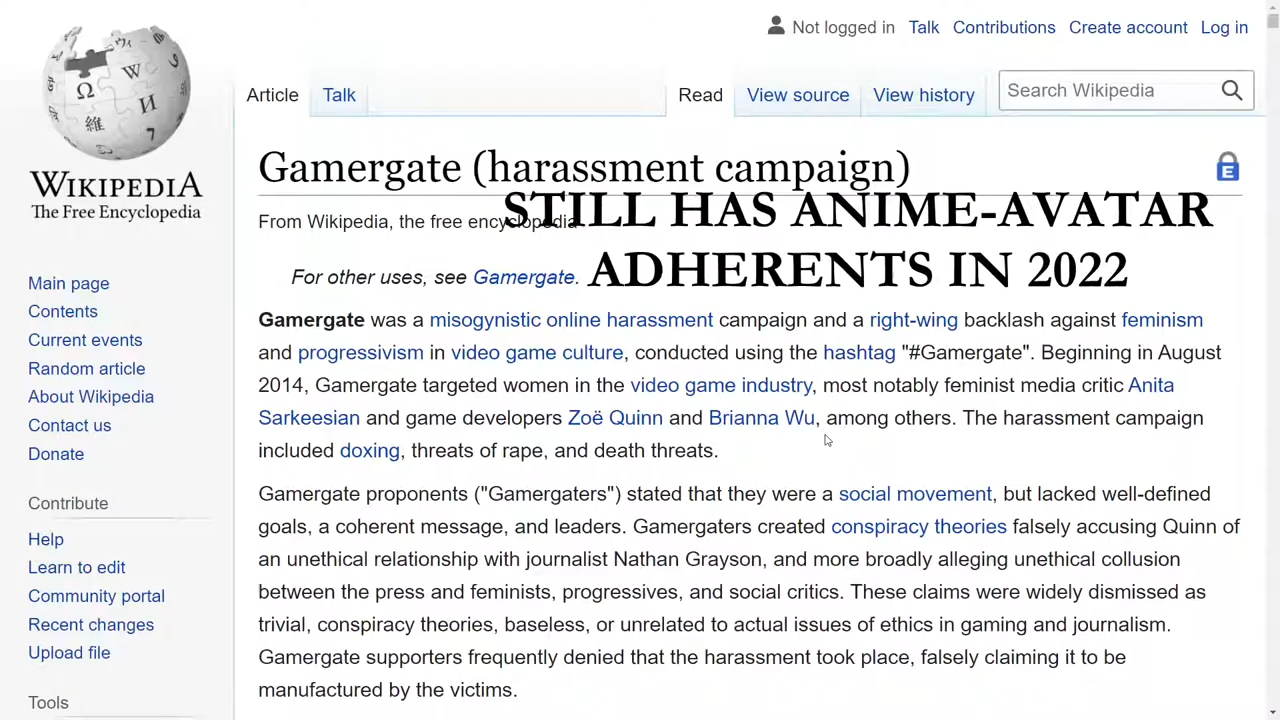 Not logged in Talk Contributions Create account Log in
Article Talk Read View source View history Search Wikipedia
WIKIPEDIA
The Free Encyclopedia
Main page
Contents
Current events
Random article
About Wikipedia
Contact us
Donate
Contribute
Help
Learn to edit
Community portal
Recent changes
Upload file
Tools
Gamergate (harassment campaign)
E
From Wikipedia, the free encyclopedia
STILL HAS ANIME-AVATAR
ADHERENTS IN 2022
For other uses, see Gamergate.
Gamergate was a misogynistic online harassment campaign and a right-wing backlash against feminism
and progressivism in video game culture, conducted using the hashtag "#Gamergate". Beginning in August
2014, Gamergate targeted women in the video game industry, most notably feminist media critic Anita
Sarkeesian and game developers Zoë Quinn and Brianna Wu, among others. The harassment campaign
included doxing, threats of rape, and death threats.
Gamergate proponents ("Gamergaters") stated that they were a social movement, but lacked well-defined
goals, a coherent message, and leaders. Gamergaters created conspiracy theories falsely accusing Quinn of
an unethical relationship with journalist Nathan Grayson, and more broadly alleging unethical collusion
between the press and feminists, progressives, and social critics. These claims were widely dismissed as
trivial, conspiracy theories, baseless, or unrelated to actual issues of ethics in gaming and journalism.
Gamergate supporters frequently denied that the harassment took place, falsely claiming it to be
manufactured by the victims.